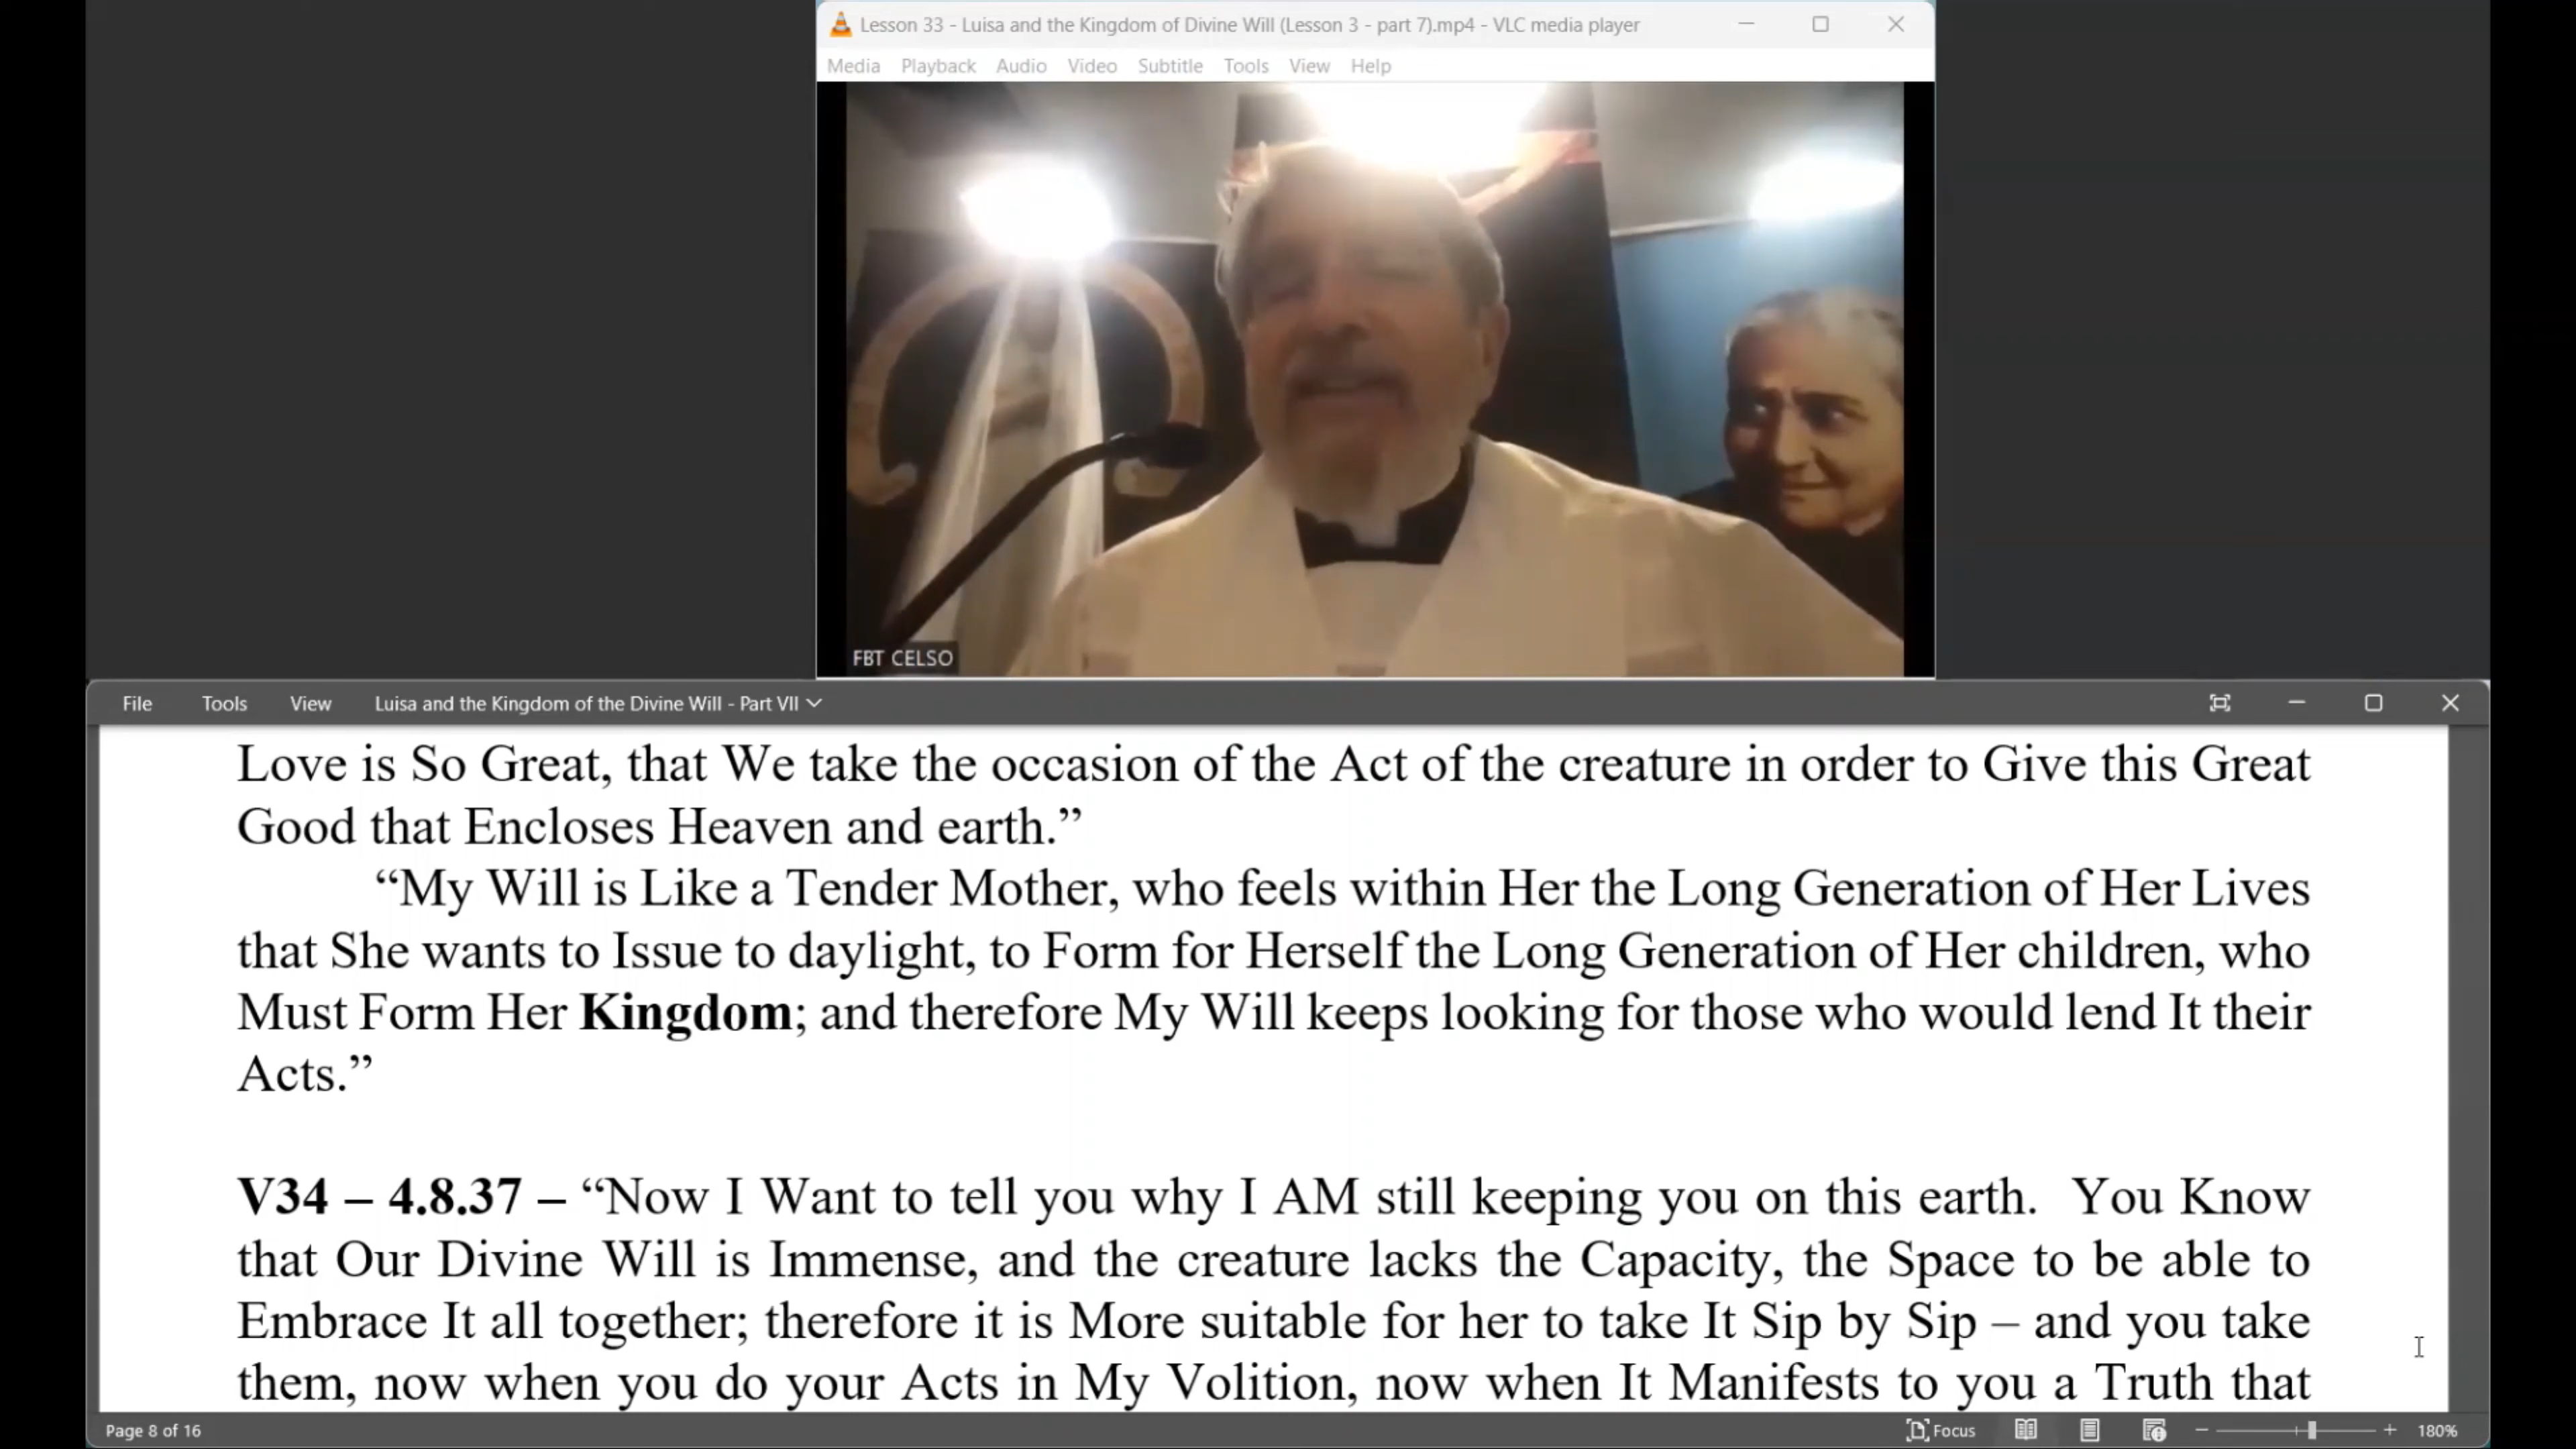 Lesson 33 - Luisa and the Kingdom of Divine Will (Lesson 3 - part 7).mp4 - VLC media player
Media Playback Audio Video Subtitle Tools View Help
FBT CELSO
File Tools View Luisa and the Kingdom of the Divine Will - Part VII
Love is So Great, that We take the occasion of the Act of the creature in order to Give this Great
Good that Encloses Heaven and earth.”
“My Will is Like a Tender Mother, who feels within Her the Long Generation of Her Lives
that She wants to Issue to daylight, to Form for Herself the Long Generation of Her children, who
Must Form Her Kingdom; and therefore My Will keeps looking for those who would lend It their
Acts.”
V34 – 4.8.37 – “Now I Want to tell you why I AM still keeping you on this earth. You Know
that Our Divine Will is Immense, and the creature lacks the Capacity, the Space to be able to
Embrace It all together; therefore it is More suitable for her to take It Sip by Sip – and you take
them, now when you do your Acts in My Volition, now when It Manifests to you a Truth that
Page 8 of 16 Focus 180%